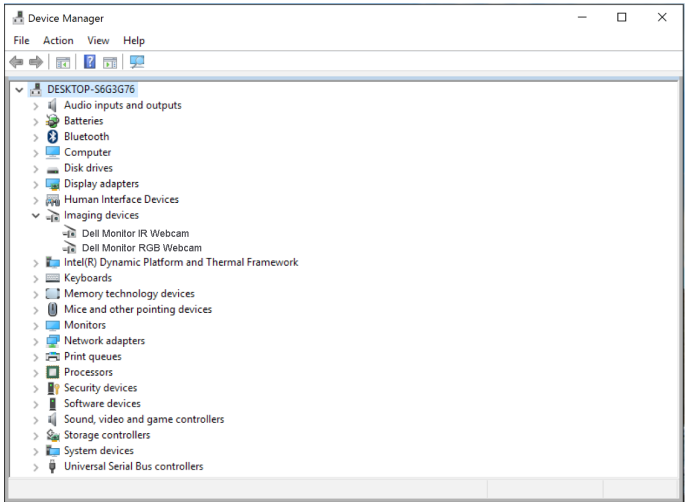 Device Manager
File Action View Help
DESKTOP-S6G3G76
Audio inputs and outputs
Batteries
Bluetooth
Computer
Disk drives
Display adapters
Human Interface Devices
Imaging devices
Dell Monitor IR Webcam
Dell Monitor RGB Webcam
Intel(R) Dynamic Platform and Thermal Framework
Keyboards
Memory technology devices
Mice and other pointing devices
Monitors
Network adapters
Print queues
Processors
Security devices
Software devices
Sound, video and game controllers
Storage controllers
System devices
Universal Serial Bus controllers